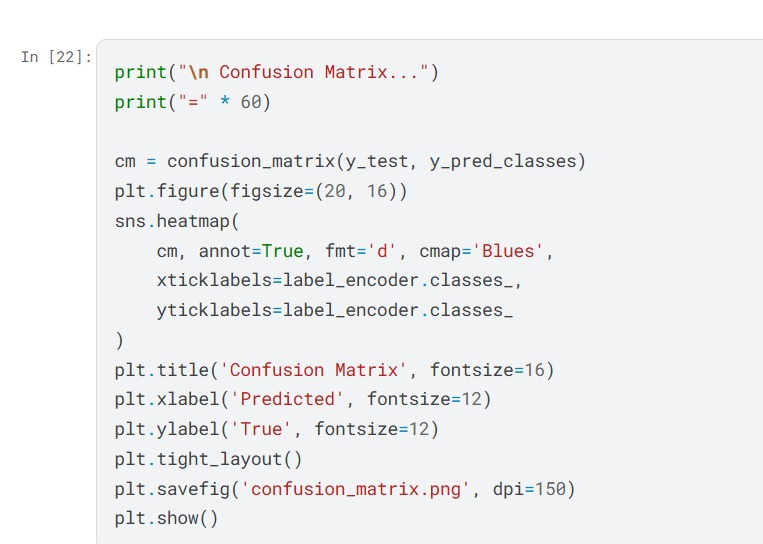 In [22]:
print("\n Confusion Matrix...")
print("=" * 60)
cm = confusion_matrix(y_test, y_pred_classes)
plt.figure(figsize=(20, 16))
sns.heatmap(
    cm, annot=True, fmt='d', cmap='Blues',
    xticklabels=label_encoder.classes_,
    yticklabels=label_encoder.classes_
)
plt.title('Confusion Matrix', fontsize=16)
plt.xlabel('Predicted', fontsize=12)
plt.ylabel('True', fontsize=12)
plt.tight_layout()
plt.savefig('confusion_matrix.png', dpi=150)
plt.show()